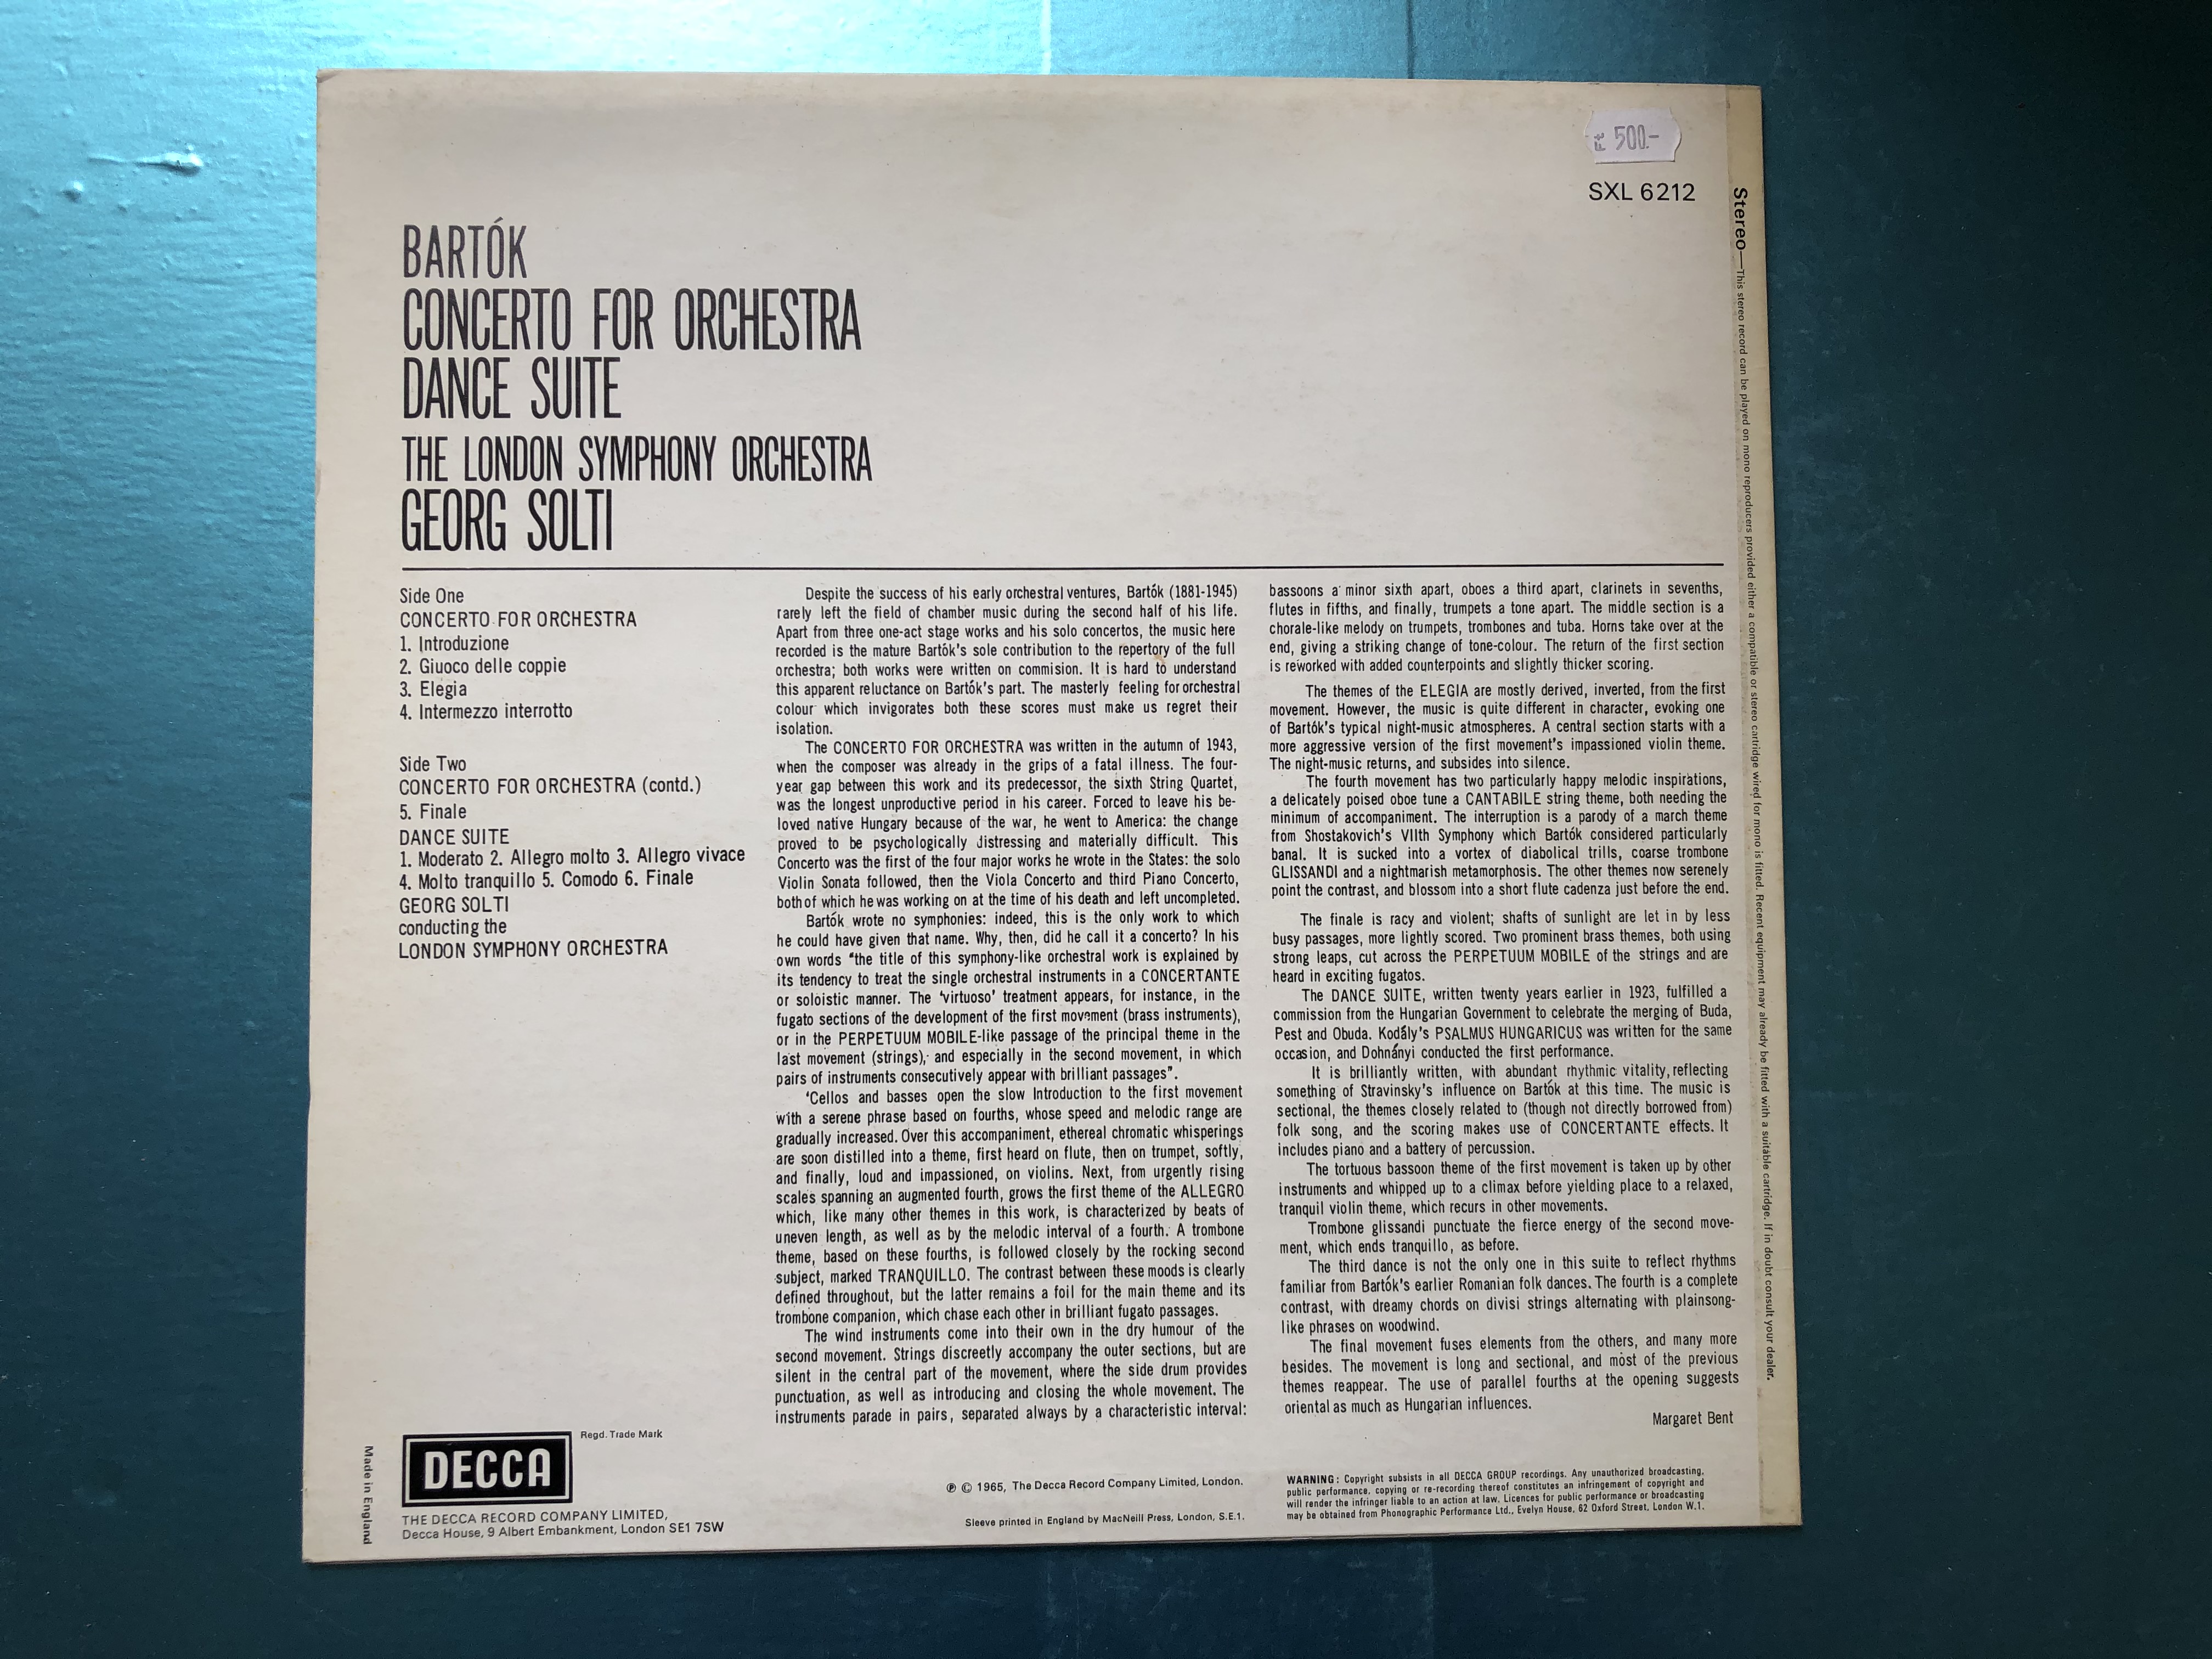 Ft 500.-
SXL 6212
BARTÓK
CONCERTO FOR ORCHESTRA
DANCE SUITE
THE LONDON SYMPHONY ORCHESTRA
GEORG SOLTI
Side One
CONCERTO FOR ORCHESTRA
1. Introduzione
2. Giuoco delle coppie
3. Elegia
4. Intermezzo interrotto
Side Two
CONCERTO FOR ORCHESTRA (contd.)
5. Finale
DANCE SUITE
1. Moderato 2. Allegro molto 3. Allegro vivace
4. Molto tranquillo 5. Comodo 6. Finale
GEORG SOLTI
conducting the
LONDON SYMPHONY ORCHESTRA
Despite the success of his early orchestral ventures, Bartók (1881-1945)
rarely left the field of chamber music during the second half of his life.
Apart from three one-act stage works and his solo concertos, the music here
recorded is the mature Bartók's sole contribution to the repertory of the full
orchestra; both works were written on commision. It is hard to understand
this apparent reluctance on Bartók's part. The masterly feeling for orchestral
colour which invigorates both these scores must make us regret their
isolation.
The CONCERTO FOR ORCHESTRA was written in the autumn of 1943,
when the composer was already in the grips of a fatal illness. The four-
year gap between this work and its predecessor, the sixth String Quartet,
was the longest unproductive period in his career. Forced to leave his be-
loved native Hungary because of the war, he went to America: the change
proved to be psychologically distressing and materially difficult. This
Concerto was the first of the four major works he wrote in the States: the solo
Violin Sonata followed, then the Viola Concerto and third Piano Concerto,
both of which he was working on at the time of his death and left uncompleted.
Bartók wrote no symphonies: indeed, this is the only work to which
he could have given that name. Why, then, did he call it a concerto? In his
own words "the title of this symphony-like orchestral work is explained by
its tendency to treat the single orchestral instruments in a CONCERTANTE
or soloistic manner. The 'virtuoso' treatment appears, for instance, in the
fugato sections of the development of the first movement (brass instruments),
or in the PERPETUUM MOBILE-like passage of the principal theme in the
last movement (strings), and especially in the second movement, in which
pairs of instruments consecutively appear with brilliant passages".
'Cellos and basses open the slow Introduction to the first movement
with a serene phrase based on fourths, whose speed and melodic range are
gradually increased. Over this accompaniment, ethereal chromatic whisperings
are soon distilled into a theme, first heard on flute, then on trumpet, softly,
and finally, loud and impassioned, on violins. Next, from urgently rising
scales spanning an augmented fourth, grows the first theme of the ALLEGRO
which, like many other themes in this work, is characterized by beats of
uneven length, as well as by the melodic interval of a fourth. A trombone
theme, based on these fourths, is followed closely by the rocking second
subject, marked TRANQUILLO. The contrast between these moods is clearly
defined throughout, but the latter remains a foil for the main theme and its
trombone companion, which chase each other in brilliant fugato passages.
The wind instruments come into their own in the dry humour of the
second movement. Strings discreetly accompany the outer sections, but are
silent in the central part of the movement, where the side drum provides
punctuation, as well as introducing and closing the whole movement. The
instruments parade in pairs, separated always by a characteristic interval:
bassoons a minor sixth apart, oboes a third apart, clarinets in sevenths,
flutes in fifths, and finally, trumpets a tone apart. The middle section is a
chorale-like melody on trumpets, trombones and tuba. Horns take over at the
end, giving a striking change of tone-colour. The return of the first section
is reworked with added counterpoints and slightly thicker scoring.
The themes of the ELEGIA are mostly derived, inverted, from the first
movement. However, the music is quite different in character, evoking one
of Bartók's typical night-music atmospheres. A central section starts with a
more aggressive version of the first movement's impassioned violin theme.
The night-music returns, and subsides into silence.
The fourth movement has two particularly happy melodic inspirations,
a delicately poised oboe tune a CANTABILE string theme, both needing the
minimum of accompaniment. The interruption is a parody of a march theme
from Shostakovich's VIIth Symphony which Bartók considered particularly
banal. It is sucked into a vortex of diabolical trills, coarse trombone
GLISSANDI and a nightmarish metamorphosis. The other themes now serenely
point the contrast, and blossom into a short flute cadenza just before the end.
The finale is racy and violent; shafts of sunlight are let in by less
busy passages, more lightly scored. Two prominent brass themes, both using
strong leaps, cut across the PERPETUUM MOBILE of the strings and are
heard in exciting fugatos.
The DANCE SUITE, written twenty years earlier in 1923, fulfilled a
commission from the Hungarian Government to celebrate the merging of Buda,
Pest and Obuda. Kodály's PSALMUS HUNGARICUS was written for the same
occasion, and Dohnányi conducted the first performance.
It is brilliantly written, with abundant rhythmic vitality, reflecting
something of Stravinsky's influence on Bartók at this time. The music is
sectional, the themes closely related to (though not directly borrowed from)
folk song, and the scoring makes use of CONCERTANTE effects. It
includes piano and a battery of percussion.
The tortuous bassoon theme of the first movement is taken up by other
instruments and whipped up to a climax before yielding place to a relaxed,
tranquil violin theme, which recurs in other movements.
Trombone glissandi punctuate the fierce energy of the second move-
ment, which ends tranquillo, as before.
The third dance is not the only one in this suite to reflect rhythms
familiar from Bartók's earlier Romanian folk dances. The fourth is a complete
contrast, with dreamy chords on divisi strings alternating with plainsong-
like phrases on woodwind.
The final movement fuses elements from the others, and many more
besides. The movement is long and sectional, and most of the previous
themes reappear. The use of parallel fourths at the opening suggests
oriental as much as Hungarian influences.
Margaret Bent
Stereo—This stereo record can be played on mono reproducers provided either a compatible or stereo cartridge wired for mono is fitted. Recent equipment may already be fitted with a suitable cartridge. If in doubt consult your dealer.
Made in England
DECCA
Regd. Trade Mark
THE DECCA RECORD COMPANY LIMITED,
Decca House, 9 Albert Embankment, London SE1 7SW
℗ © 1965, The Decca Record Company Limited, London.
Sleeve printed in England by MacNeill Press, London, S.E.1.
WARNING: Copyright subsists in all DECCA GROUP recordings. Any unauthorized broadcasting,
public performance, copying or re-recording thereof constitutes an infringement of copyright and
will render the infringer liable to an action at law. Licences for public performance or broadcasting
may be obtained from Phonographic Performance Ltd., Evelyn House, 62 Oxford Street, London W.1.